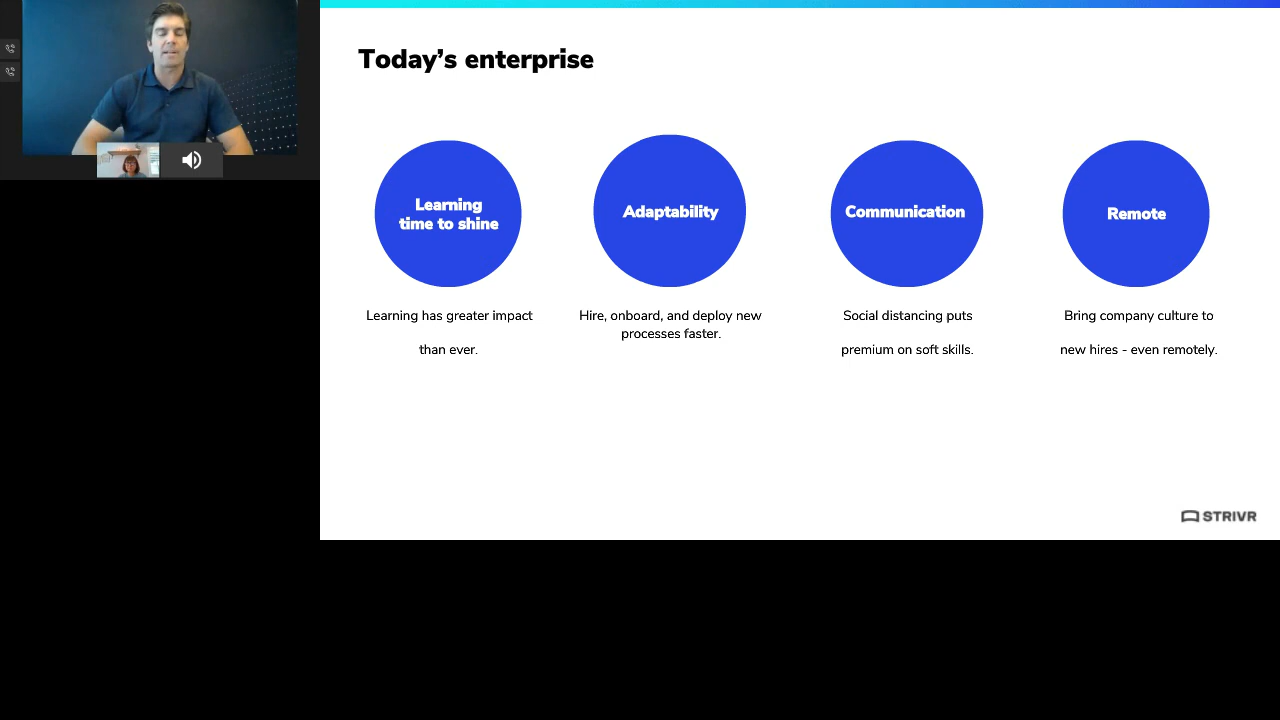 Today's enterprise
Learning
time to shine
Adaptability
Communication
Remote
Learning has greater impact
than ever.
Hire, onboard, and deploy new
processes faster.
Social distancing puts
premium on soft skills.
Bring company culture to
new hires - even remotely.
STRIVR